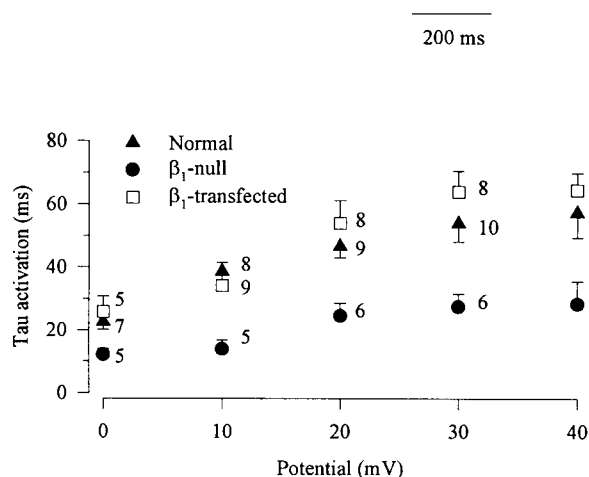 200 ms
Normal
β1-null
β1-transfected
Tau activation (ms)
80
60
40
20
0
5
7
5
8
9
5
8
9
6
8
10
6
0 10 20 30 40
Potential (mV)